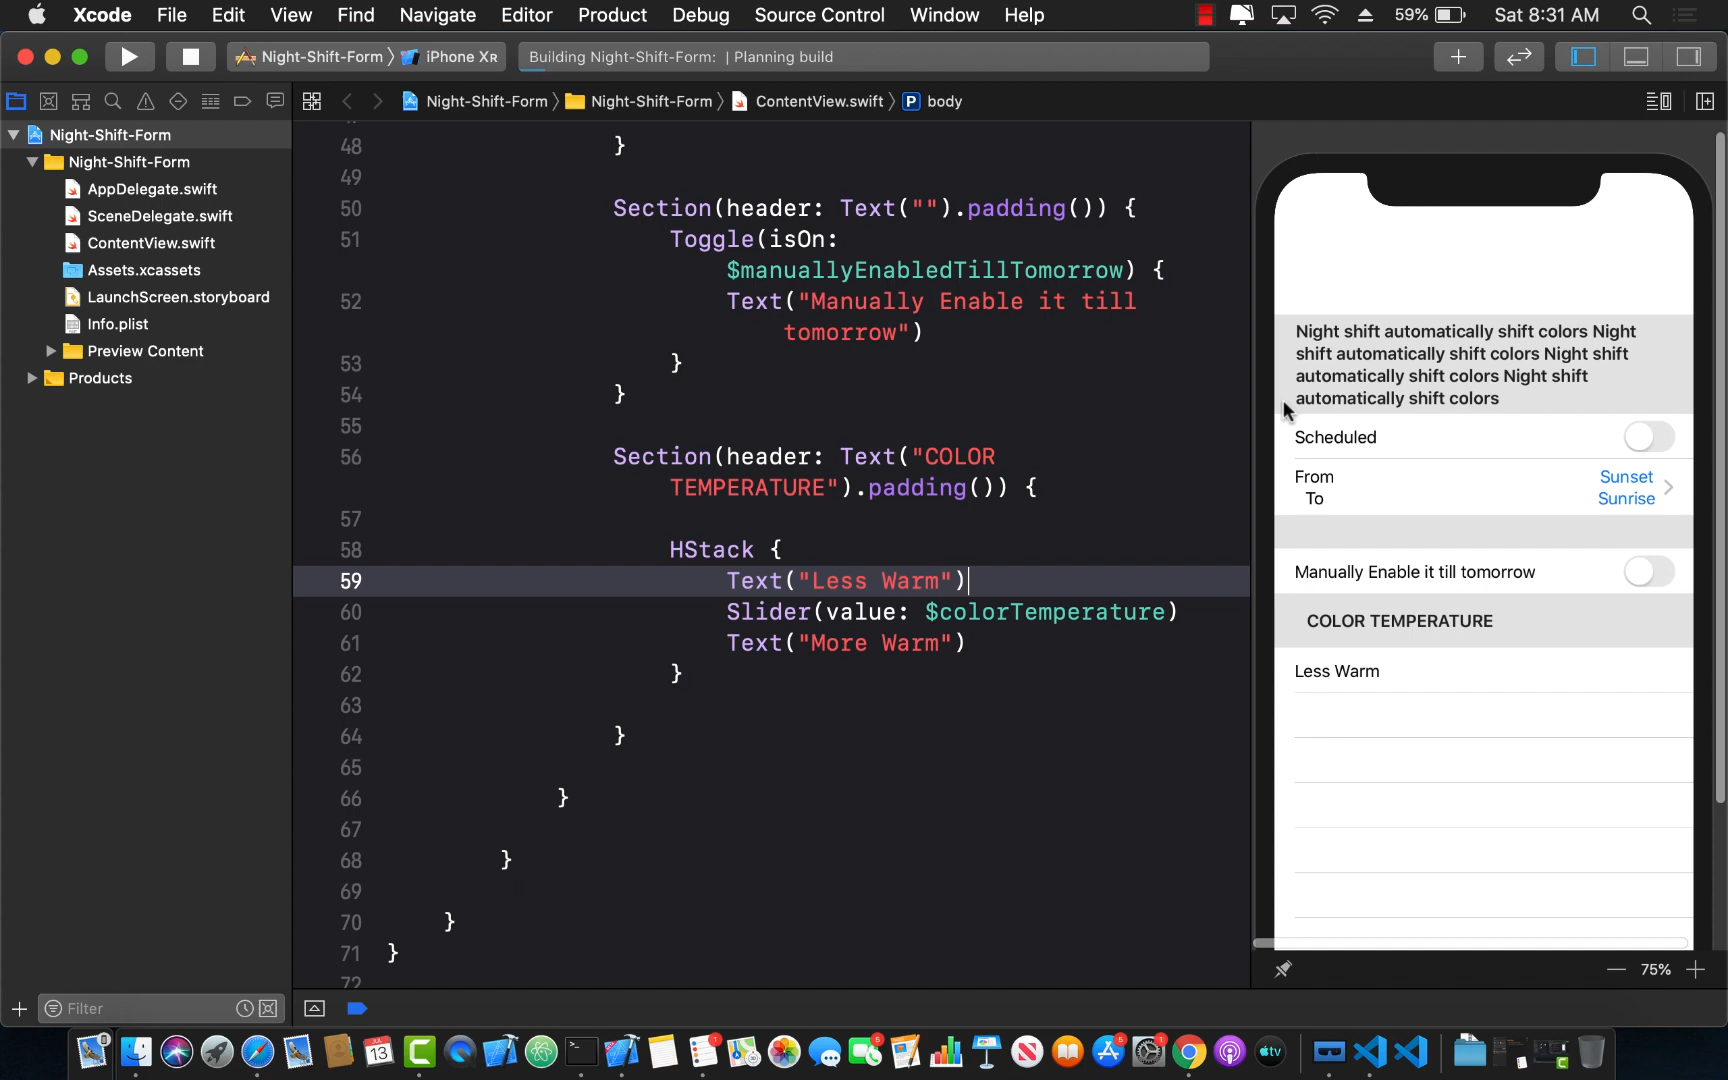 Xcode File Edit View Find Navigate Editor Product Debug Source Control Window Help 59% Sat 8:31 AM
Night-Shift-Form iPhone XR Building Night-Shift-Form: | Planning build
Night-Shift-Form Night-Shift-Form ContentView.swift P body
Night-Shift-Form
Night-Shift-Form
AppDelegate.swift
SceneDelegate.swift
ContentView.swift
Assets.xcassets
LaunchScreen.storyboard
Info.plist
Preview Content
Products
Filter
48 }
49
50 Section(header: Text("").padding()) {
51 Toggle(isOn:
$manuallyEnabledTillTomorrow) {
52 Text("Manually Enable it till
tomorrow")
53 }
54 }
55
56 Section(header: Text("COLOR
TEMPERATURE").padding()) {
57
58 HStack {
59 Text("Less Warm")
60 Slider(value: $colorTemperature)
61 Text("More Warm")
62 }
63
64 }
65
66 }
67
68 }
69
70 }
71 }
72
Night shift automatically shift colors Night
shift automatically shift colors Night shift
automatically shift colors Night shift
automatically shift colors
Scheduled
From Sunset
To Sunrise
Manually Enable it till tomorrow
COLOR TEMPERATURE
Less Warm
75%
JUL
13
1
5
5
1
tv